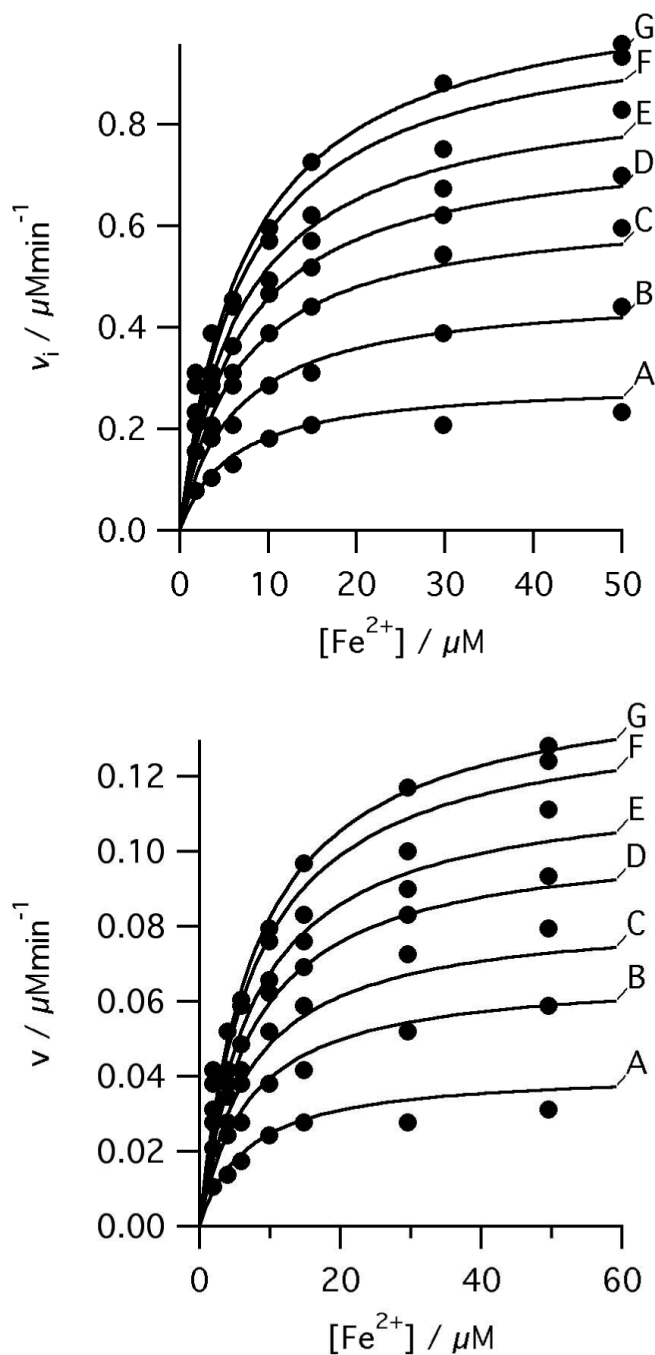 G
F
E
D
C
B
A
0.8
0.6
0.4
0.2
0.0
v_i / μMmin⁻¹
0 10 20 30 40 50
[Fe²⁺] / μM
G
F
E
D
C
B
A
0.12
0.10
0.08
0.06
0.04
0.02
0.00
v / μMmin⁻¹
0 20 40 60
[Fe²⁺] / μM